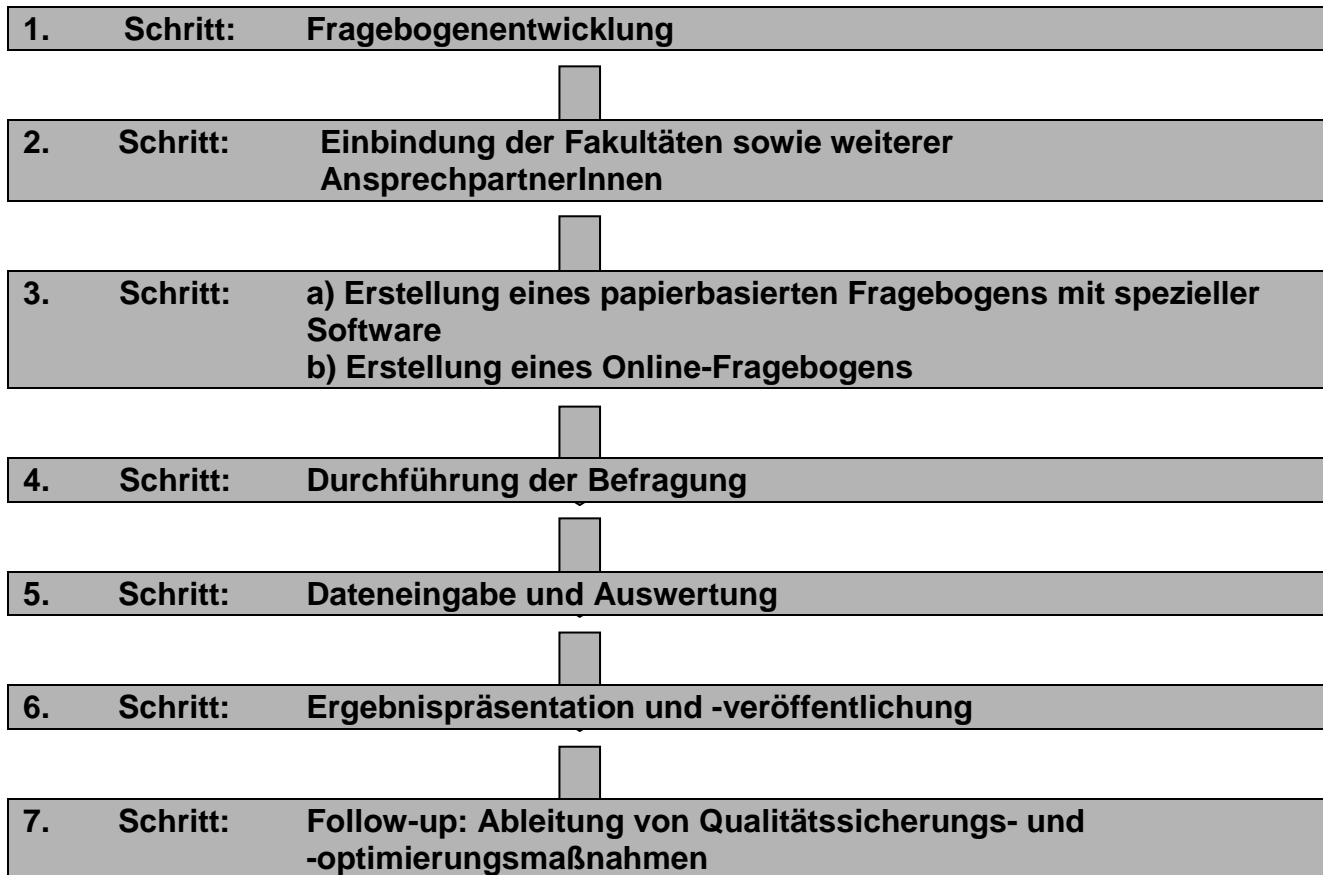 1. Schritt: Fragebogenentwicklung
2. Schritt: Einbindung der Fakultäten sowie weiterer
AnsprechpartnerInnen
3. Schritt: a) Erstellung eines papierbasierten Fragebogens mit spezieller
Software
b) Erstellung eines Online-Fragebogens
4. Schritt: Durchführung der Befragung
5. Schritt: Dateneingabe und Auswertung
6. Schritt: Ergebnispräsentation und -veröffentlichung
7. Schritt: Follow-up: Ableitung von Qualitätssicherungs- und
-optimierungsmaßnahmen